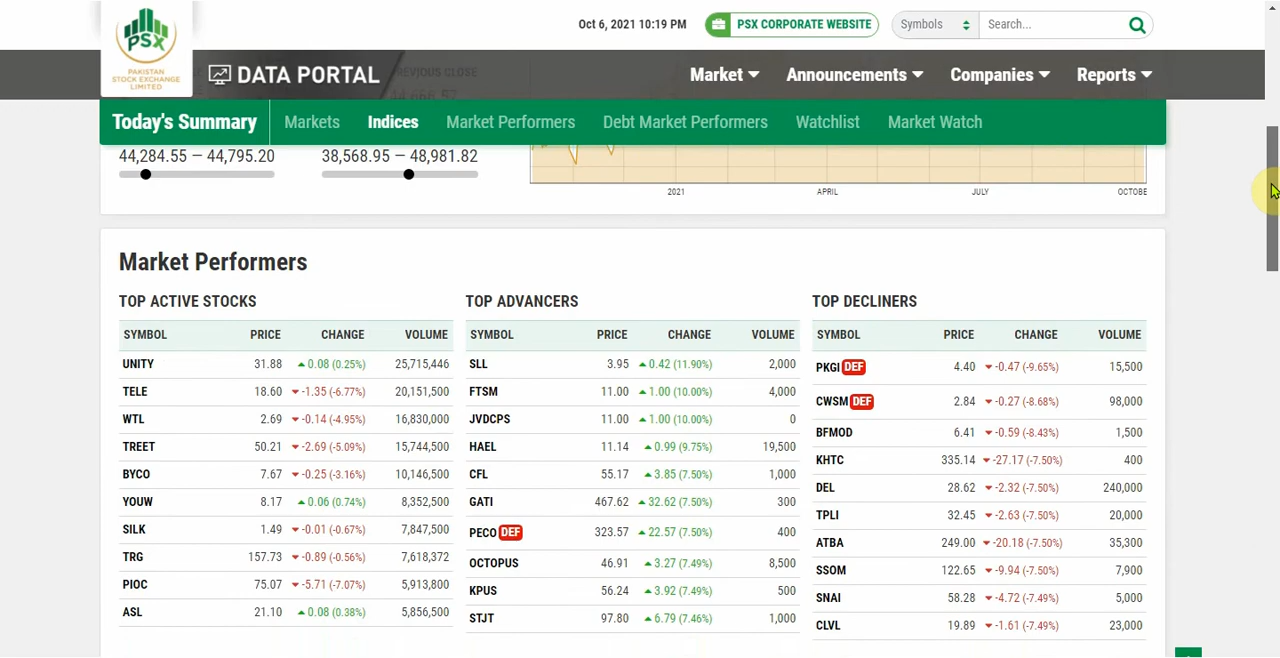 Oct 6, 2021 10:19 PM
PSX CORPORATE WEBSITE
Symbols
Search...
PSX
PAKISTAN
STOCK EXCHANGE
LIMITED
DATA PORTAL
PREVIOUS CLOSE
44,666.57
Market
Announcements
Companies
Reports
Today's Summary
Markets
Indices
Market Performers
Debt Market Performers
Watchlist
Market Watch
44,284.55 — 44,795.20
38,568.95 — 48,981.82
2021
APRIL
JULY
OCTOBE
Market Performers
TOP ACTIVE STOCKS
SYMBOL PRICE CHANGE VOLUME
UNITY 31.88 0.08 (0.25%) 25,715,446
TELE 18.60 -1.35 (-6.77%) 20,151,500
WTL 2.69 -0.14 (-4.95%) 16,830,000
TREET 50.21 -2.69 (-5.09%) 15,744,500
BYCO 7.67 -0.25 (-3.16%) 10,146,500
YOUW 8.17 0.06 (0.74%) 8,352,500
SILK 1.49 -0.01 (-0.67%) 7,847,500
TRG 157.73 -0.89 (-0.56%) 7,618,372
PIOC 75.07 -5.71 (-7.07%) 5,913,800
ASL 21.10 0.08 (0.38%) 5,856,500
TOP ADVANCERS
SYMBOL PRICE CHANGE VOLUME
SLL 3.95 0.42 (11.90%) 2,000
FTSM 11.00 1.00 (10.00%) 4,000
JVDCPS 11.00 1.00 (10.00%) 0
HAEL 11.14 0.99 (9.75%) 19,500
CFL 55.17 3.85 (7.50%) 1,000
GATI 467.62 32.62 (7.50%) 300
PECO DEF 323.57 22.57 (7.50%) 400
OCTOPUS 46.91 3.27 (7.49%) 8,500
KPUS 56.24 3.92 (7.49%) 500
STJT 97.80 6.79 (7.46%) 1,000
TOP DECLINERS
SYMBOL PRICE CHANGE VOLUME
PKGI DEF 4.40 -0.47 (-9.65%) 15,500
CWSM DEF 2.84 -0.27 (-8.68%) 98,000
BFMOD 6.41 -0.59 (-8.43%) 1,500
KHTC 335.14 -27.17 (-7.50%) 400
DEL 28.62 -2.32 (-7.50%) 240,000
TPLI 32.45 -2.63 (-7.50%) 20,000
ATBA 249.00 -20.18 (-7.50%) 35,300
SSOM 122.65 -9.94 (-7.50%) 7,900
SNAI 58.28 -4.72 (-7.49%) 5,000
CLVL 19.89 -1.61 (-7.49%) 23,000